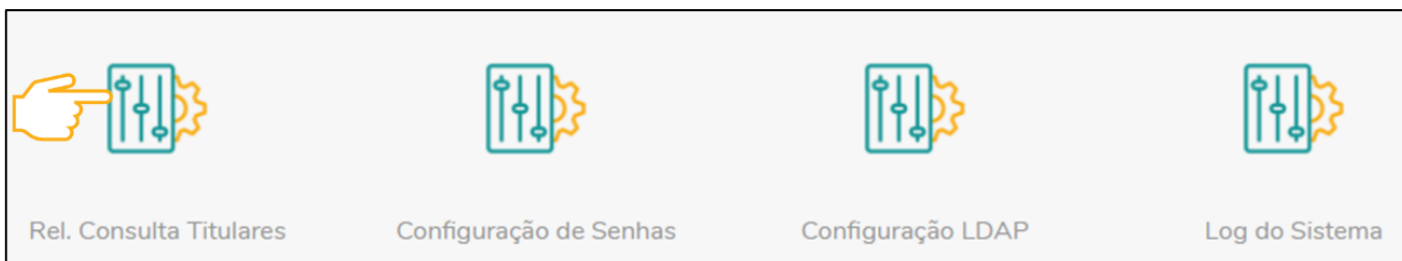 Rel. Consulta Titulares
Configuração de Senhas
Configuração LDAP
Log do Sistema